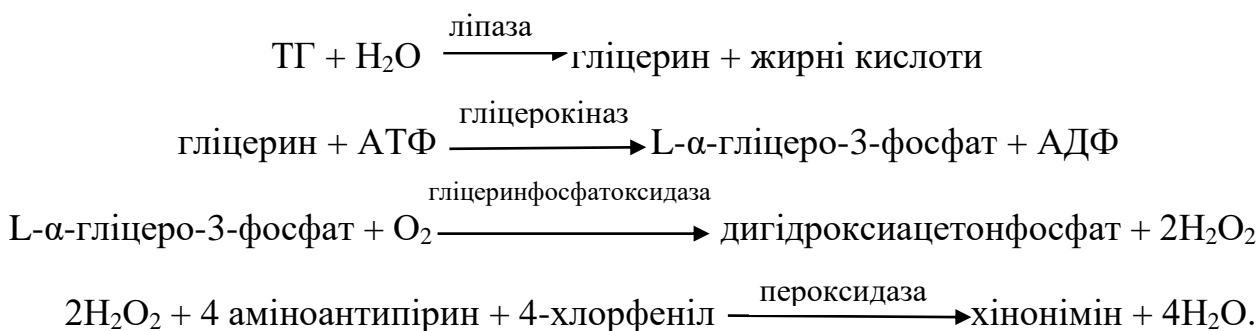 ліпаза
ТГ + H₂O ⟶ гліцерин + жирні кислоти
гліцерокіназ
гліцерин + АТФ ⟶ L-α-гліцеро-3-фосфат + АДФ
гліцеринфосфатоксидаза
L-α-гліцеро-3-фосфат + O₂ ⟶ дигідроксиацетонфосфат + 2H₂O₂
пероксидаза
2H₂O₂ + 4 аміноантипірин + 4-хлорфеніл ⟶ хінонімін + 4H₂O.